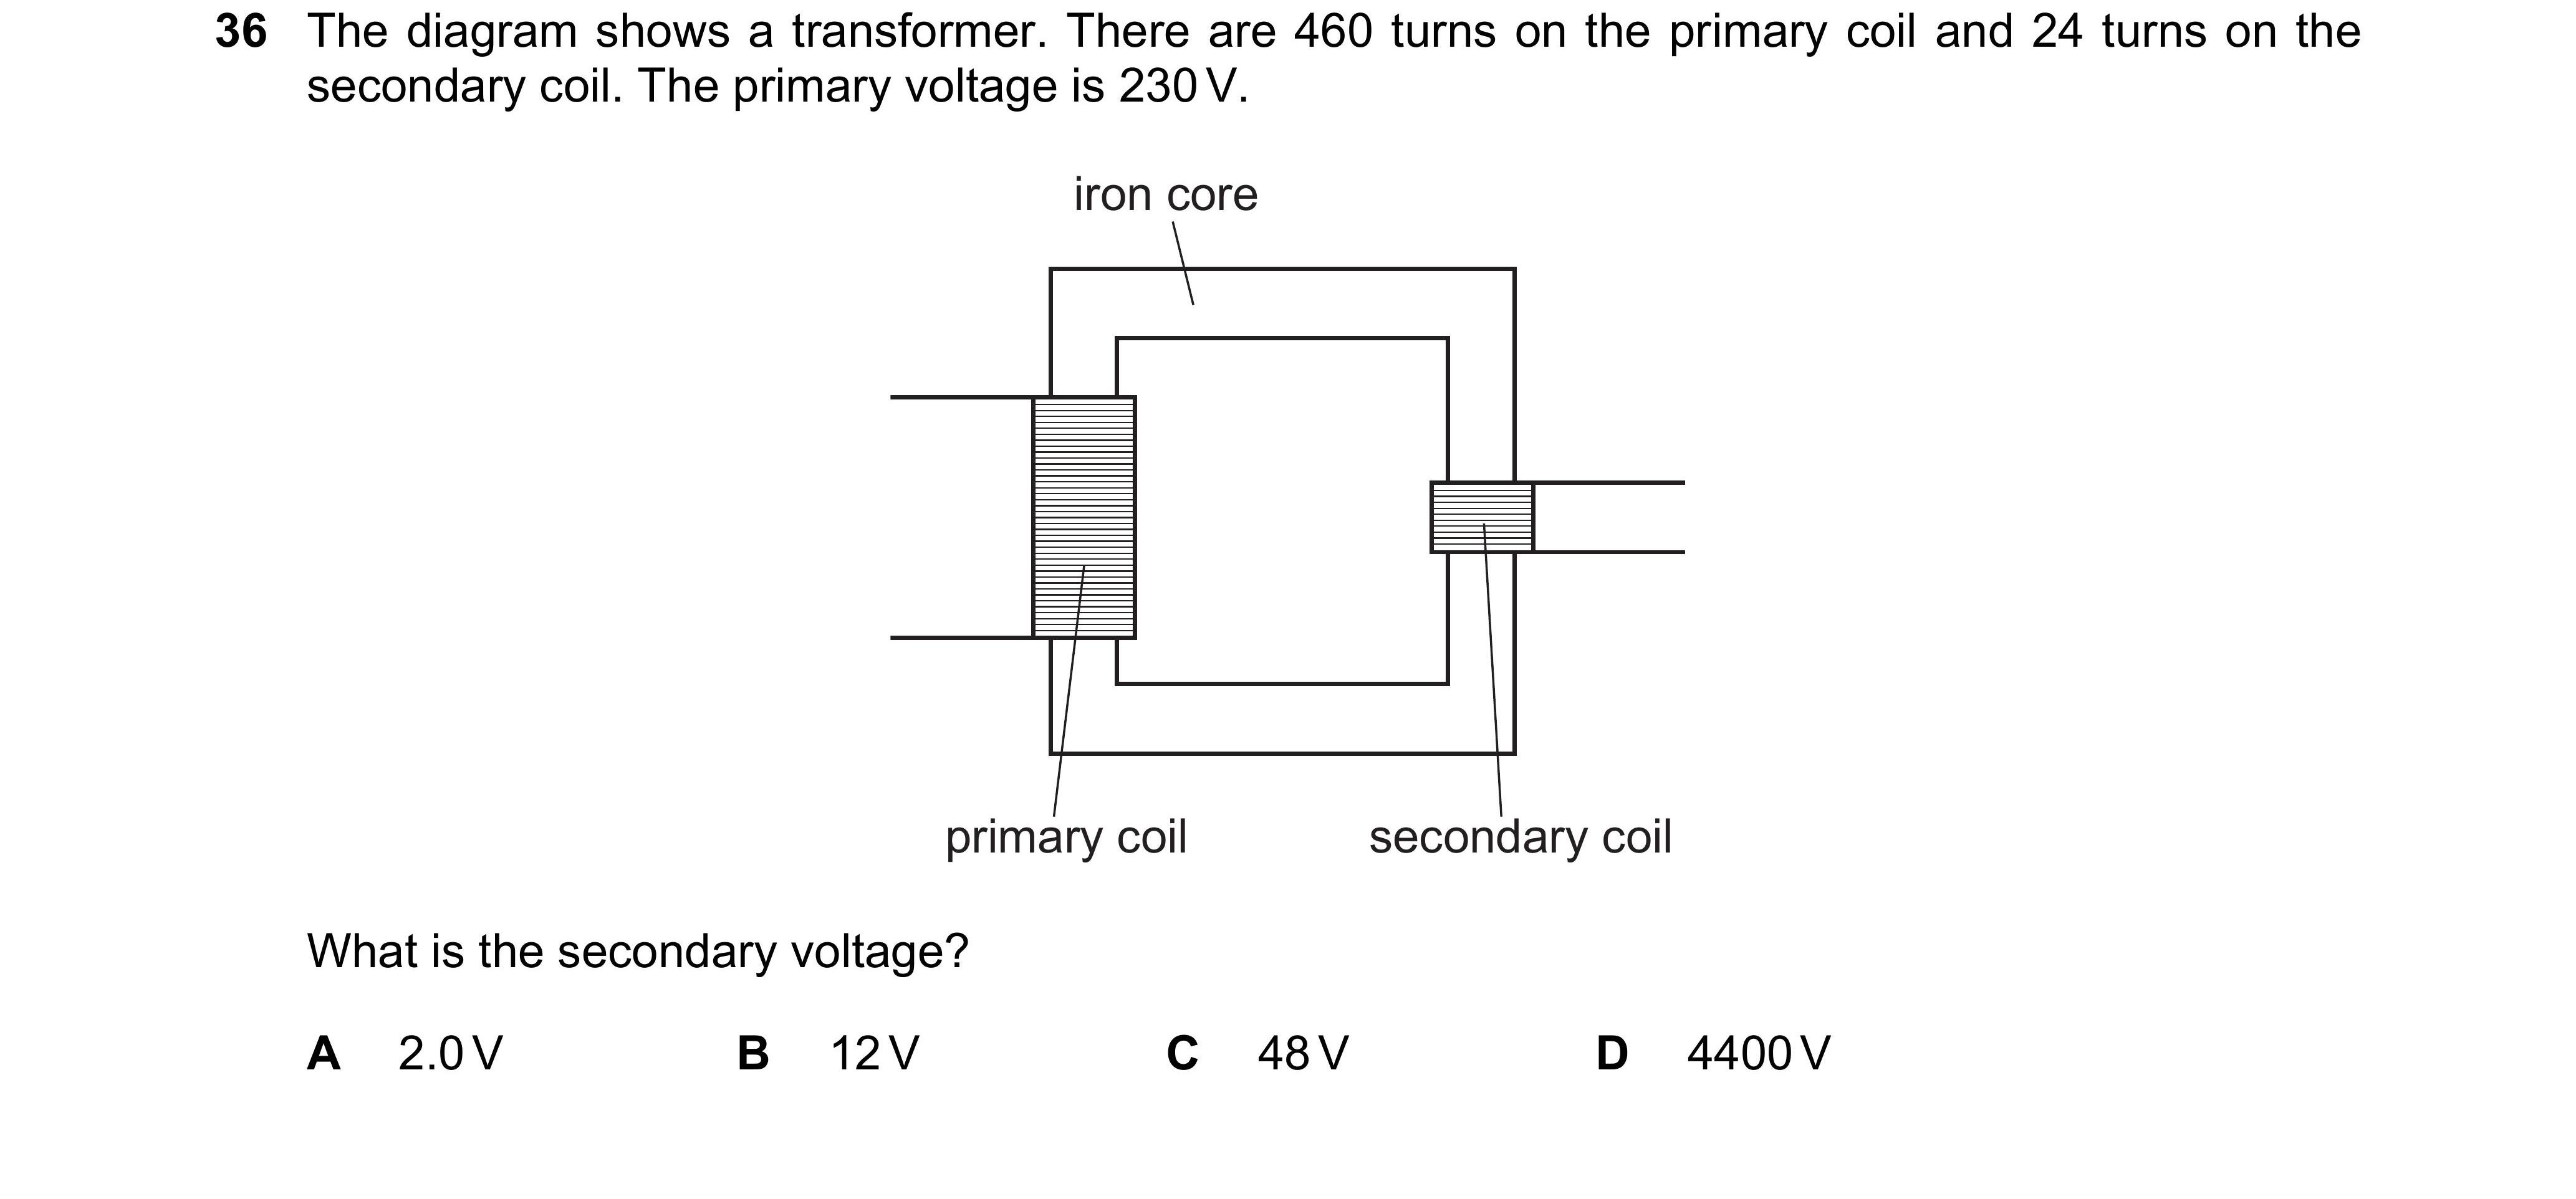 36 The diagram shows a transformer. There are 460 turns on the primary coil and 24 turns on the
secondary coil. The primary voltage is 230 V.
iron core
primary coil
secondary coil
What is the secondary voltage?
A 2.0 V B 12 V C 48 V D 4400 V